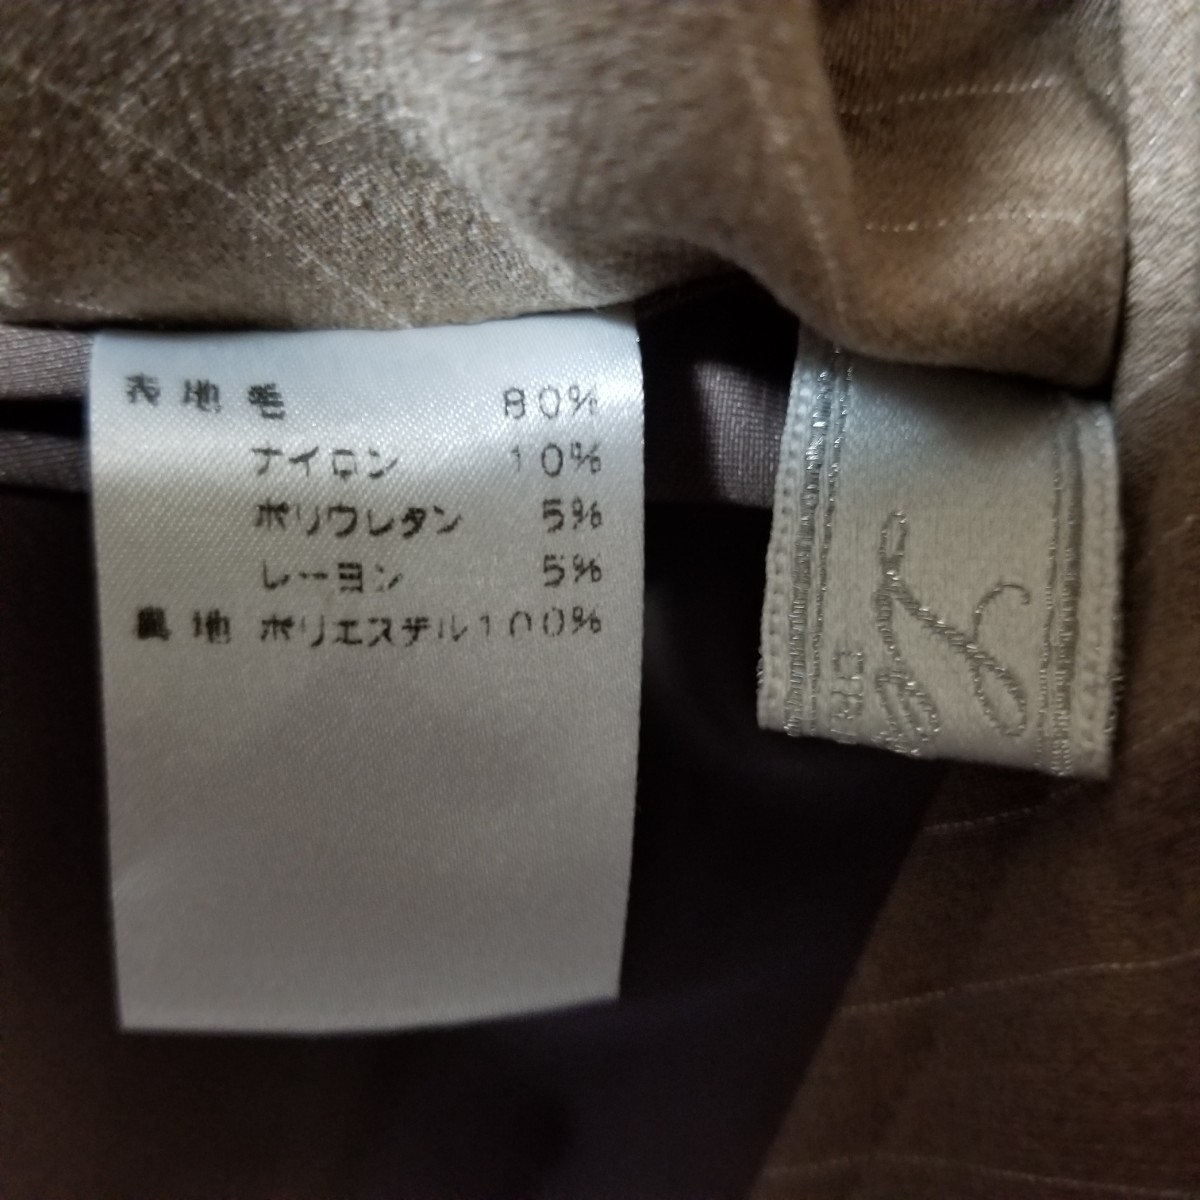 表地 毛 80%
ナイロン 10%
ポリウレタン 5%
レーヨン 5%
裏地 ポリエステル100%